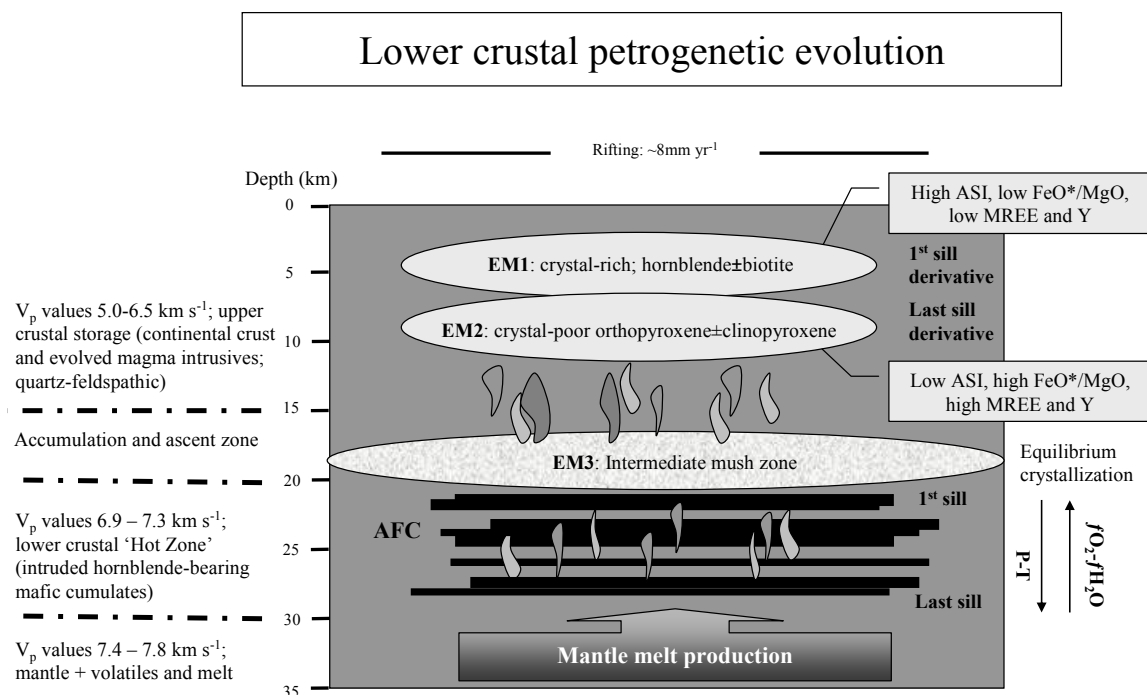 Lower crustal petrogenetic evolution
Rifting: ~8mm yr⁻¹
Depth (km)
0
5
10
15
20
25
30
35
High ASI, low FeO*/MgO,
low MREE and Y
EM1: crystal-rich; hornblende±biotite
1ˢᵗ sill
derivative
EM2: crystal-poor orthopyroxene±clinopyroxene
Last sill
derivative
Low ASI, high FeO*/MgO,
high MREE and Y
Vₚ values 5.0-6.5 km s⁻¹; upper
crustal storage (continental crust
and evolved magma intrusives;
quartz-feldspathic)
Accumulation and ascent zone
EM3: Intermediate mush zone
Equilibrium
crystallization
Vₚ values 6.9 – 7.3 km s⁻¹;
lower crustal ‘Hot Zone’
(intruded hornblende-bearing
mafic cumulates)
AFC
1ˢᵗ sill
Last sill
P-T
fO₂-fH₂O
Vₚ values 7.4 – 7.8 km s⁻¹;
mantle + volatiles and melt
Mantle melt production